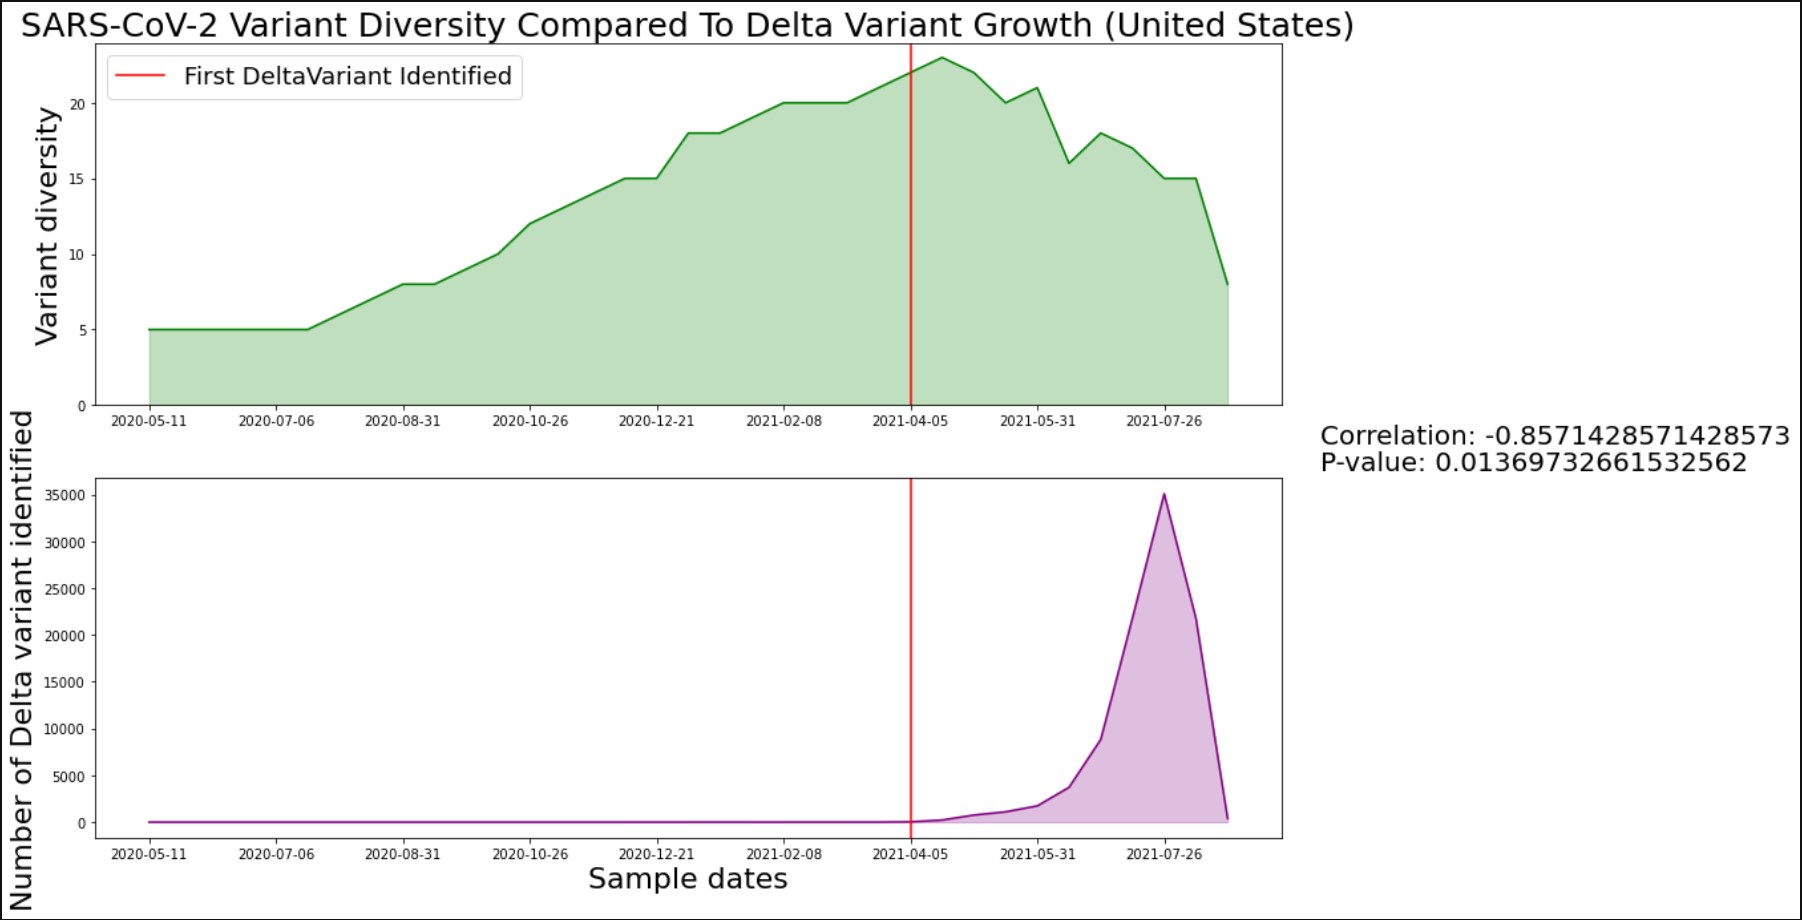 SARS-CoV-2 Variant Diversity Compared To Delta Variant Growth (United States)
First DeltaVariant Identified
Variant diversity
20
15
10
5
0
2020-05-11 2020-07-06 2020-08-31 2020-10-26 2020-12-21 2021-02-08 2021-04-05 2021-05-31 2021-07-26
Correlation: -0.8571428571428573
P-value: 0.01369732661532562
Number of Delta variant identified
35000
30000
25000
20000
15000
10000
5000
0
2020-05-11 2020-07-06 2020-08-31 2020-10-26 2020-12-21 2021-02-08 2021-04-05 2021-05-31 2021-07-26
Sample dates